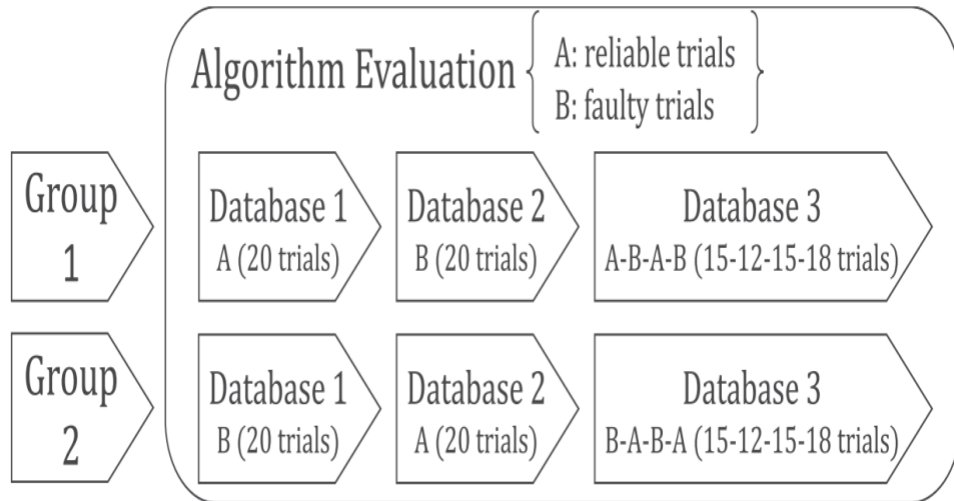 Algorithm Evaluation
A: reliable trials
B: faulty trials
Group
1
Database 1
A (20 trials)
Database 2
B (20 trials)
Database 3
A-B-A-B (15-12-15-18 trials)
Group
2
Database 1
B (20 trials)
Database 2
A (20 trials)
Database 3
B-A-B-A (15-12-15-18 trials)